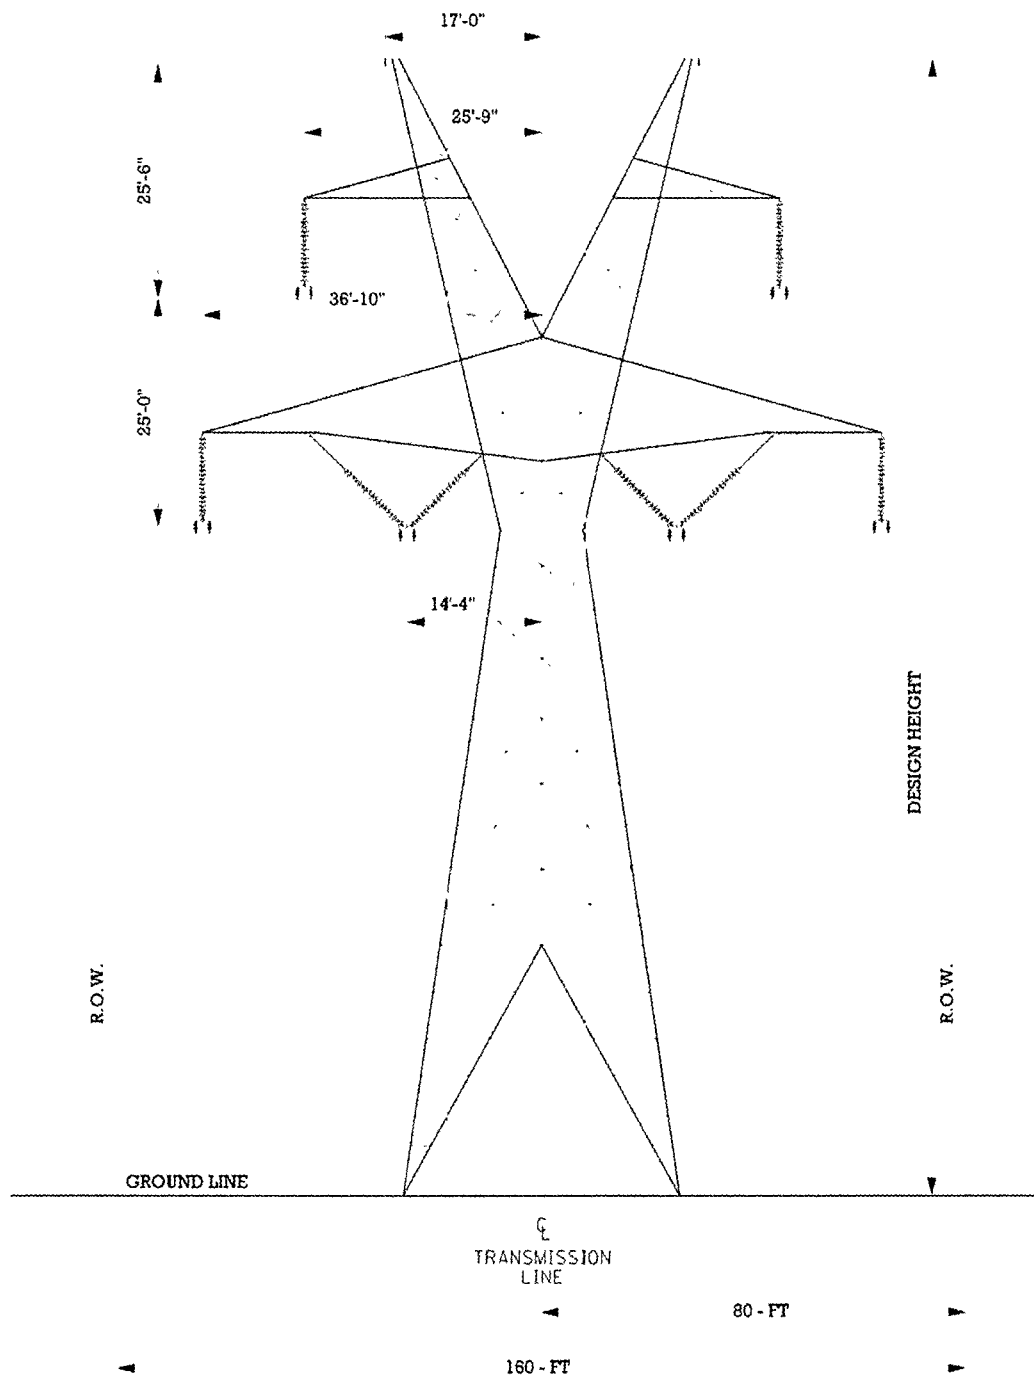 17'-0"
25'-9"
25'-6"
36'-10"
25'-0"
14'-4"
DESIGN HEIGHT
R.O.W.
R.O.W.
GROUND LINE
℄
TRANSMISSION
LINE
80 - FT
160 - FT